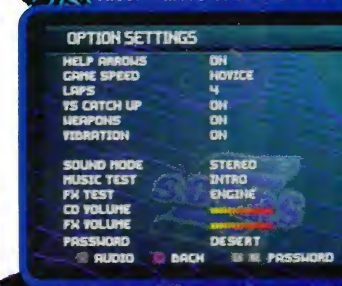 OPTION SETTINGS
HELP ARROWS ON
GAME SPEED NOVICE
LAPS 4
VS CATCH UP ON
WEAPONS ON
VIBRATION ON
SOUND MODE STEREO
MUSIC TEST INTRO
FX TEST ENGINE
CD VOLUME
FX VOLUME
PASSWORD DESERT
AUDIO BACK PASSWORD